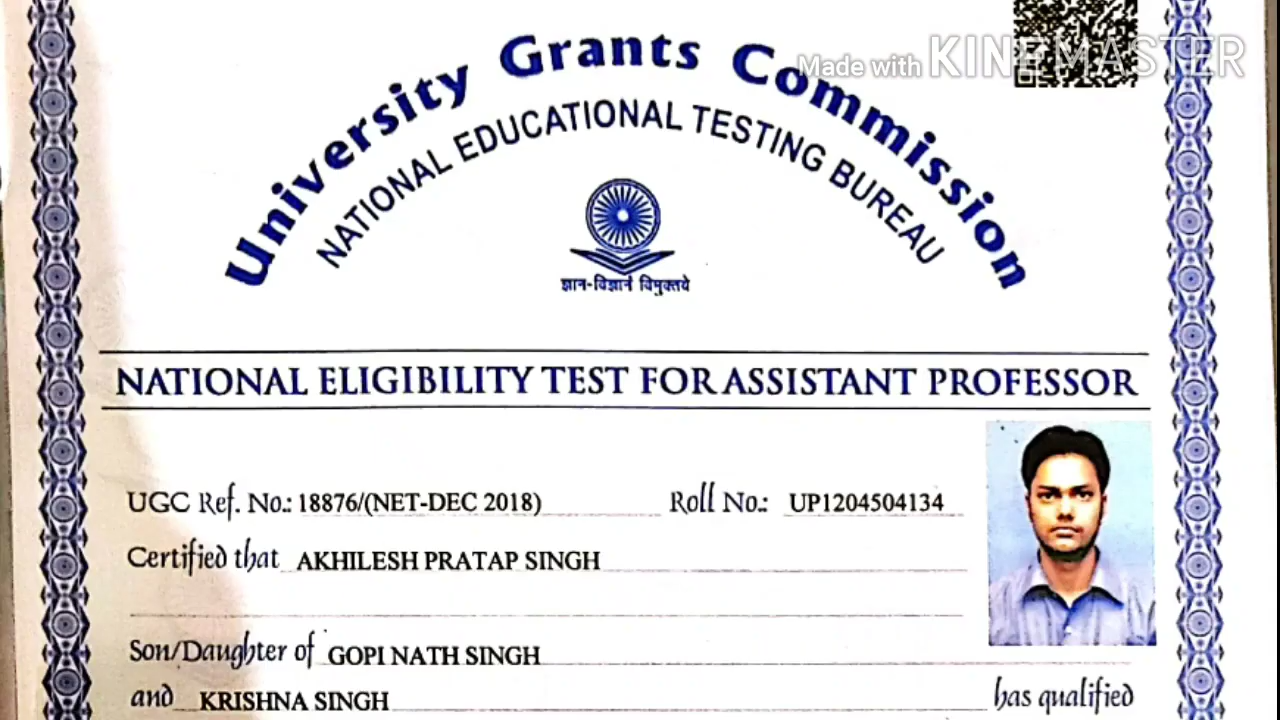 Made with KINEMASTER
University Grants Commission
NATIONAL EDUCATIONAL TESTING BUREAU
ज्ञान-विज्ञानं विमुक्तये
NATIONAL ELIGIBILITY TEST FOR ASSISTANT PROFESSOR
UGC Ref. No.: 18876/(NET-DEC 2018) Roll No.: UP1204504134
Certified that AKHILESH PRATAP SINGH
Son/Daughter of GOPI NATH SINGH
and KRISHNA SINGH has qualified